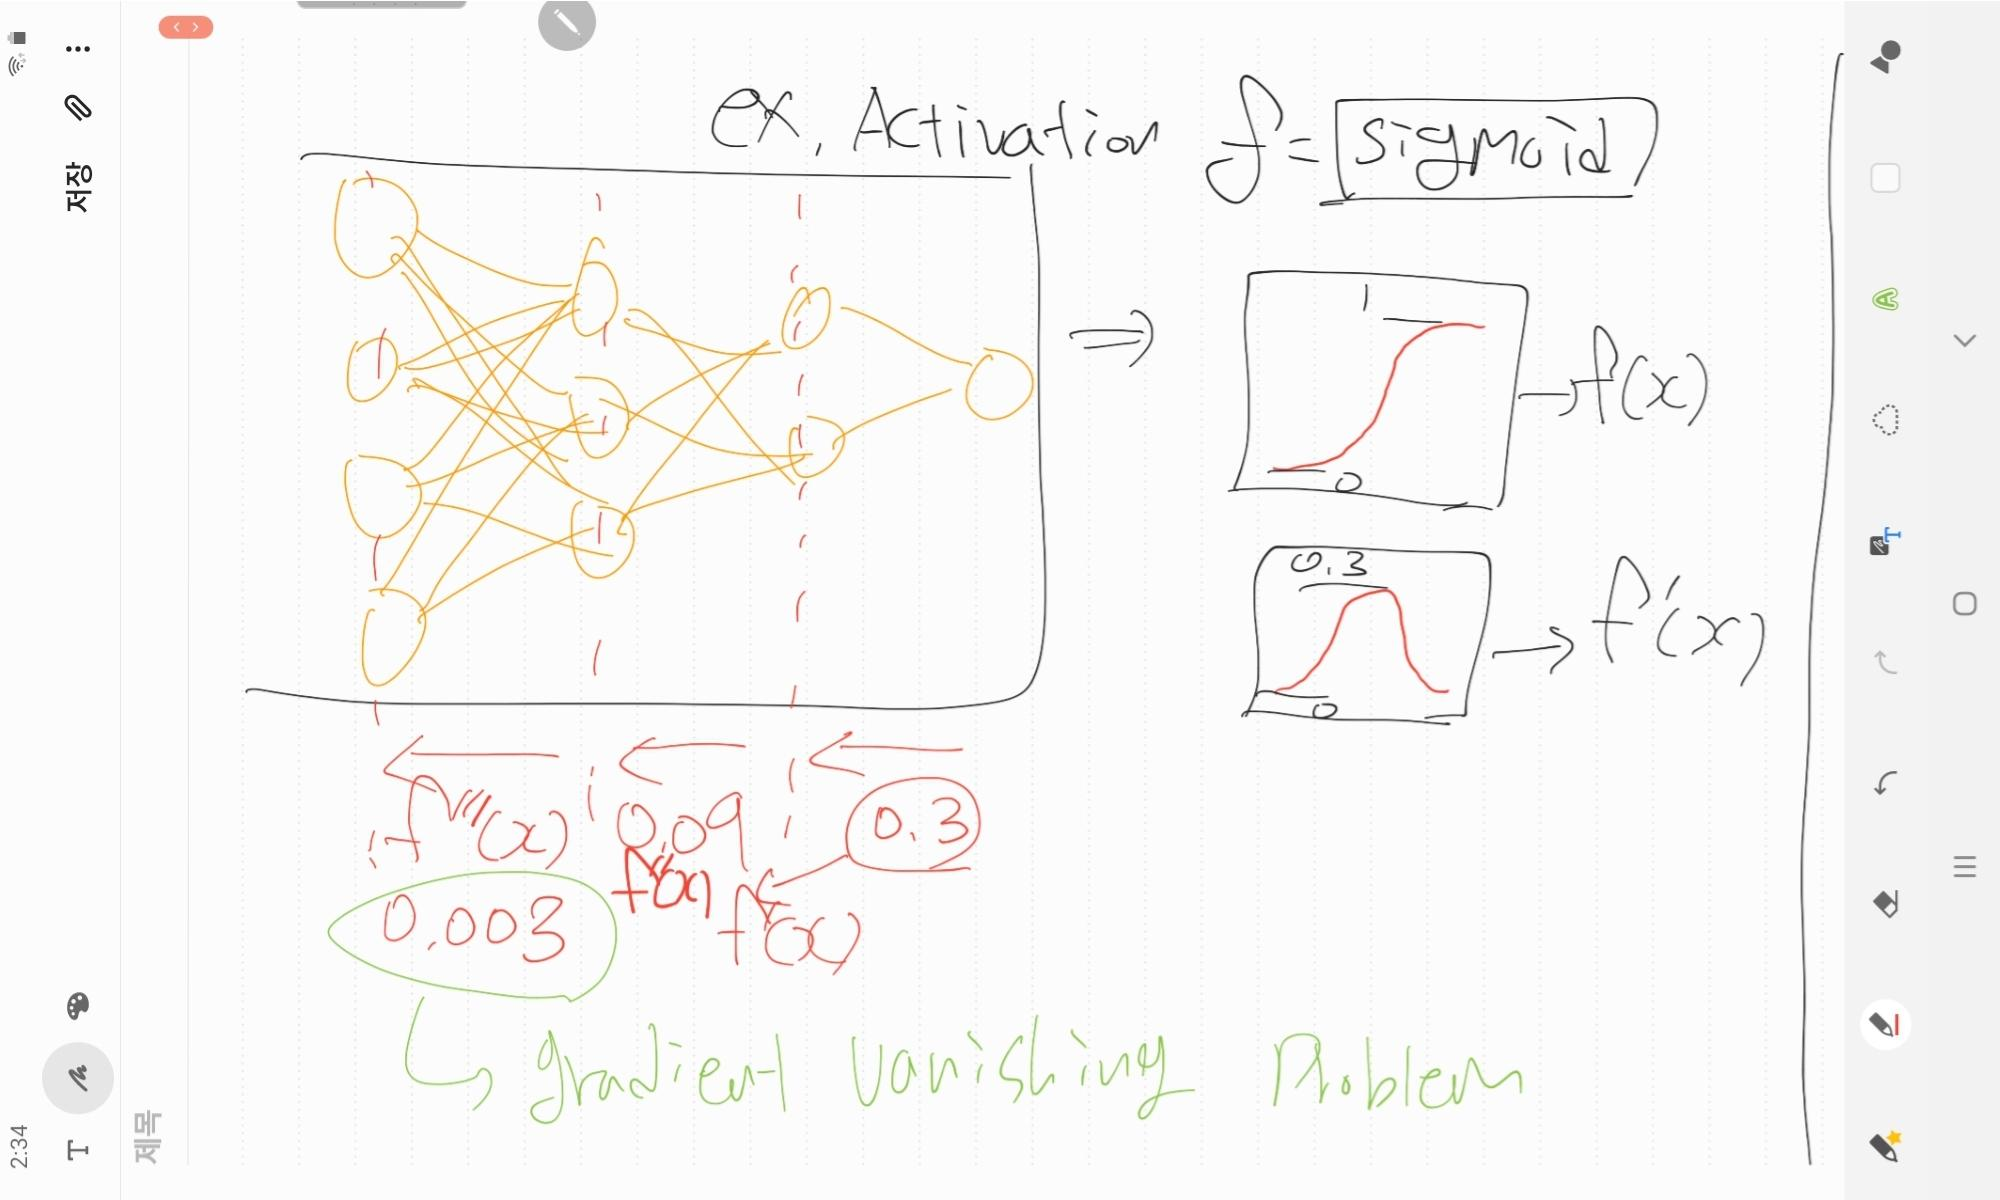 ex. Activation f = sigmoid
1
0
→ f(x)
0.3
0
→ f'(x)
f'''(x) 0.09 0.3
0.003 f''(x) f'(x)
gradient vanishing Problem
저장
제목
2:34
T
A
T